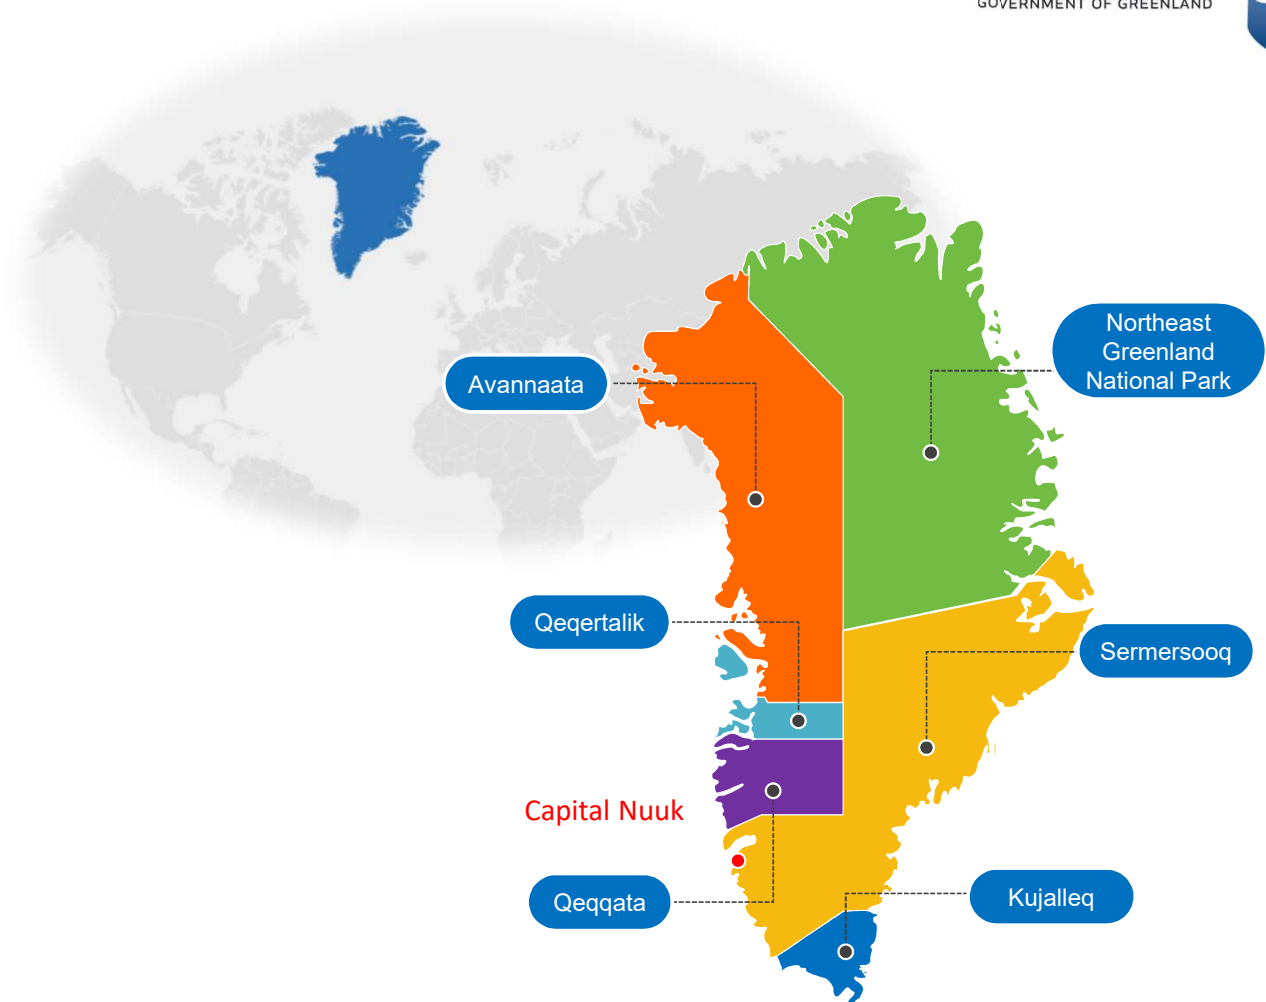 GOVERNMENT OF GREENLAND
Northeast
Greenland
National Park
Avannaata
Qeqertalik
Sermersooq
Capital Nuuk
Qeqqata
Kujalleq